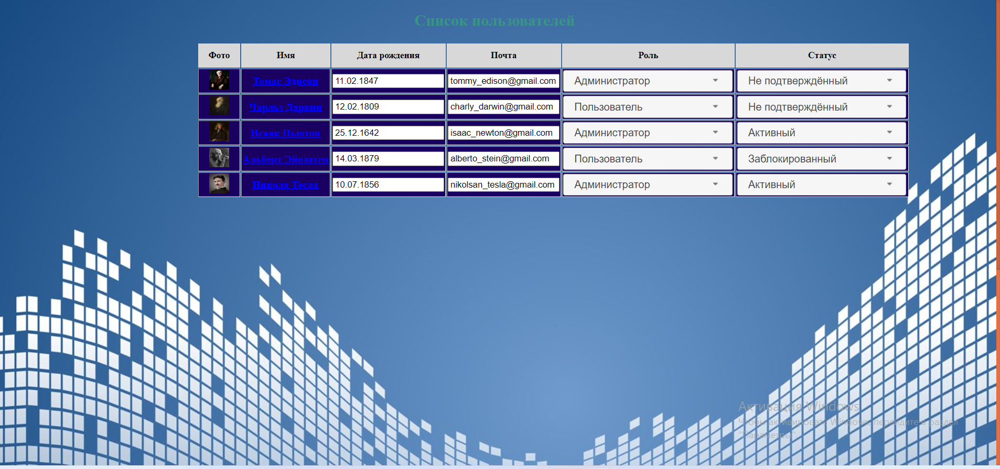 Список пользователей
Фото Имя Дата рождения Почта Роль Статус
Томас Эдисон 11.02.1847 tommy_edison@gmail.com Администратор Не подтверждённый
Чарльз Дарвин 12.02.1809 charly_darwin@gmail.com Пользователь Не подтверждённый
Исаак Ньютон 25.12.1642 isaac_newton@gmail.com Администратор Активный
Альберт Эйнштен 14.03.1879 alberto_stein@gmail.com Пользователь Заблокированный
Никола Тесла 10.07.1856 nikolsan_tesla@gmail.com Администратор Активный
Активация Windows
Чтобы активировать Windows, перейдите в раздел
"Параметры".